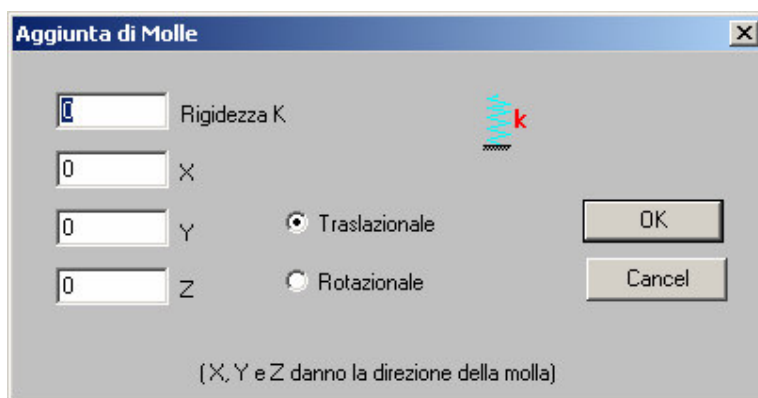 Aggiunta di Molle
0 Rigidezza K
k
0 X
0 Y Traslazionale OK
0 Z Rotazionale Cancel
(X, Y e Z danno la direzione della molla)